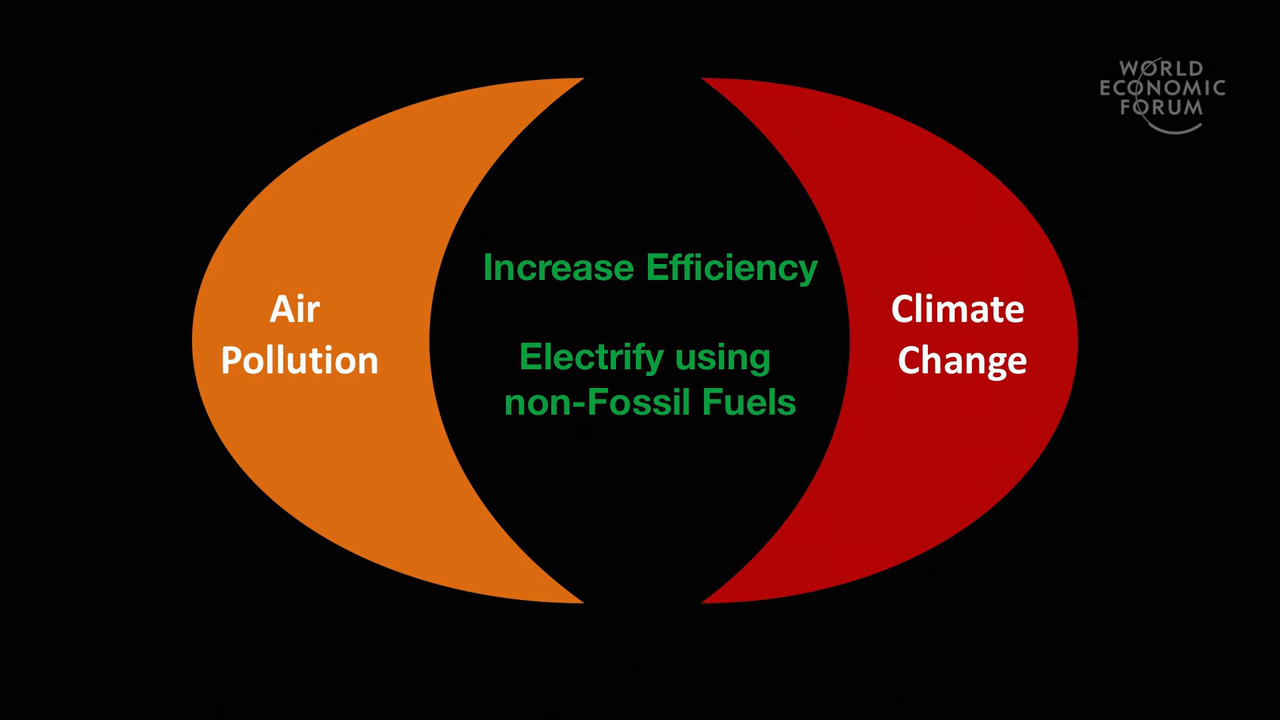 WORLD
ECONOMIC
FORUM
Increase Efficiency
Air
Pollution
Electrify using
non-Fossil Fuels
Climate
Change